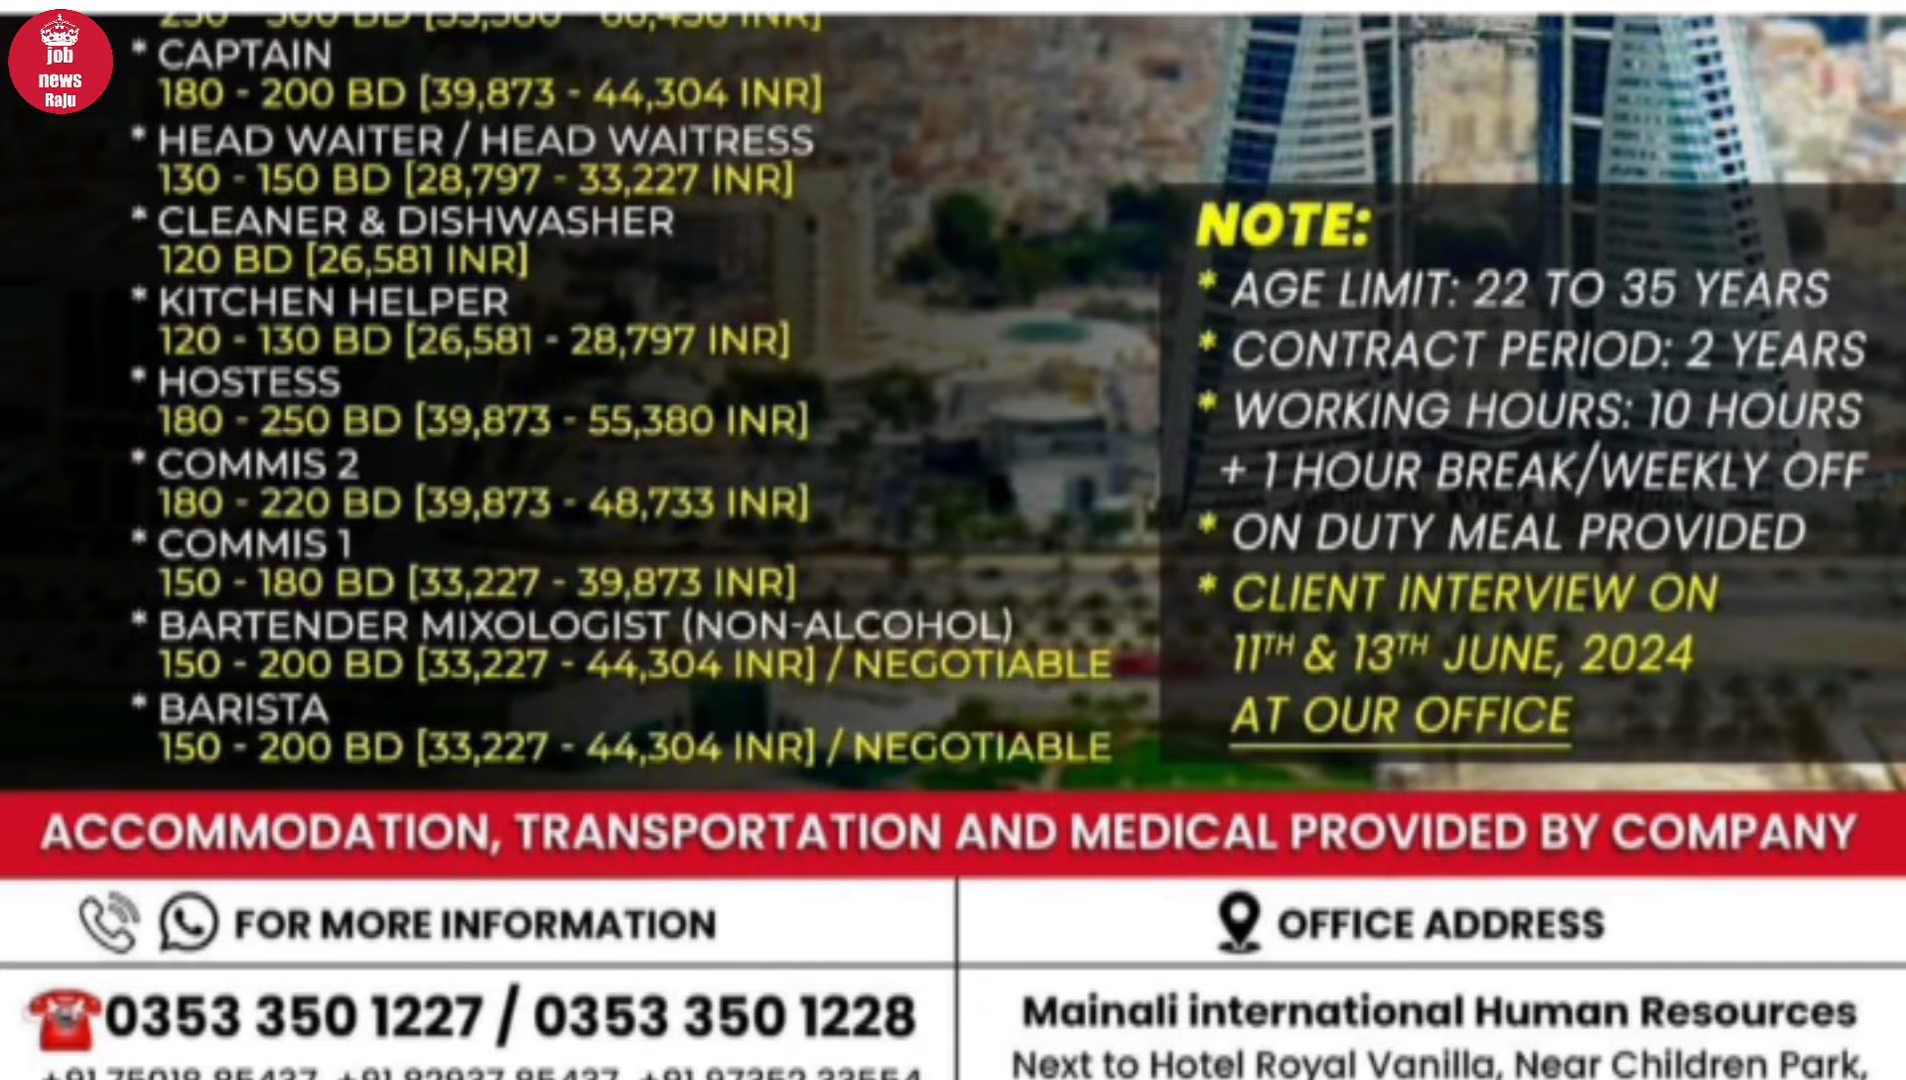 job
news
Raju
* CAPTAIN
180 - 200 BD [39,873 - 44,304 INR]
* HEAD WAITER / HEAD WAITRESS
130 - 150 BD [28,797 - 33,227 INR]
* CLEANER & DISHWASHER
120 BD [26,581 INR]
* KITCHEN HELPER
120 - 130 BD [26,581 - 28,797 INR]
* HOSTESS
180 - 250 BD [39,873 - 55,380 INR]
* COMMIS 2
180 - 220 BD [39,873 - 48,733 INR]
* COMMIS 1
150 - 180 BD [33,227 - 39,873 INR]
* BARTENDER MIXOLOGIST (NON-ALCOHOL)
150 - 200 BD [33,227 - 44,304 INR] / NEGOTIABLE
* BARISTA
150 - 200 BD [33,227 - 44,304 INR] / NEGOTIABLE
NOTE:
* AGE LIMIT: 22 TO 35 YEARS
* CONTRACT PERIOD: 2 YEARS
* WORKING HOURS: 10 HOURS
+ 1 HOUR BREAK/WEEKLY OFF
* ON DUTY MEAL PROVIDED
* CLIENT INTERVIEW ON
11TH & 13TH JUNE, 2024
AT OUR OFFICE
ACCOMMODATION, TRANSPORTATION AND MEDICAL PROVIDED BY COMPANY
FOR MORE INFORMATION
0353 350 1227 / 0353 350 1228
OFFICE ADDRESS
Mainali international Human Resources
Next to Hotel Royal Vanilla, Near Children Park,